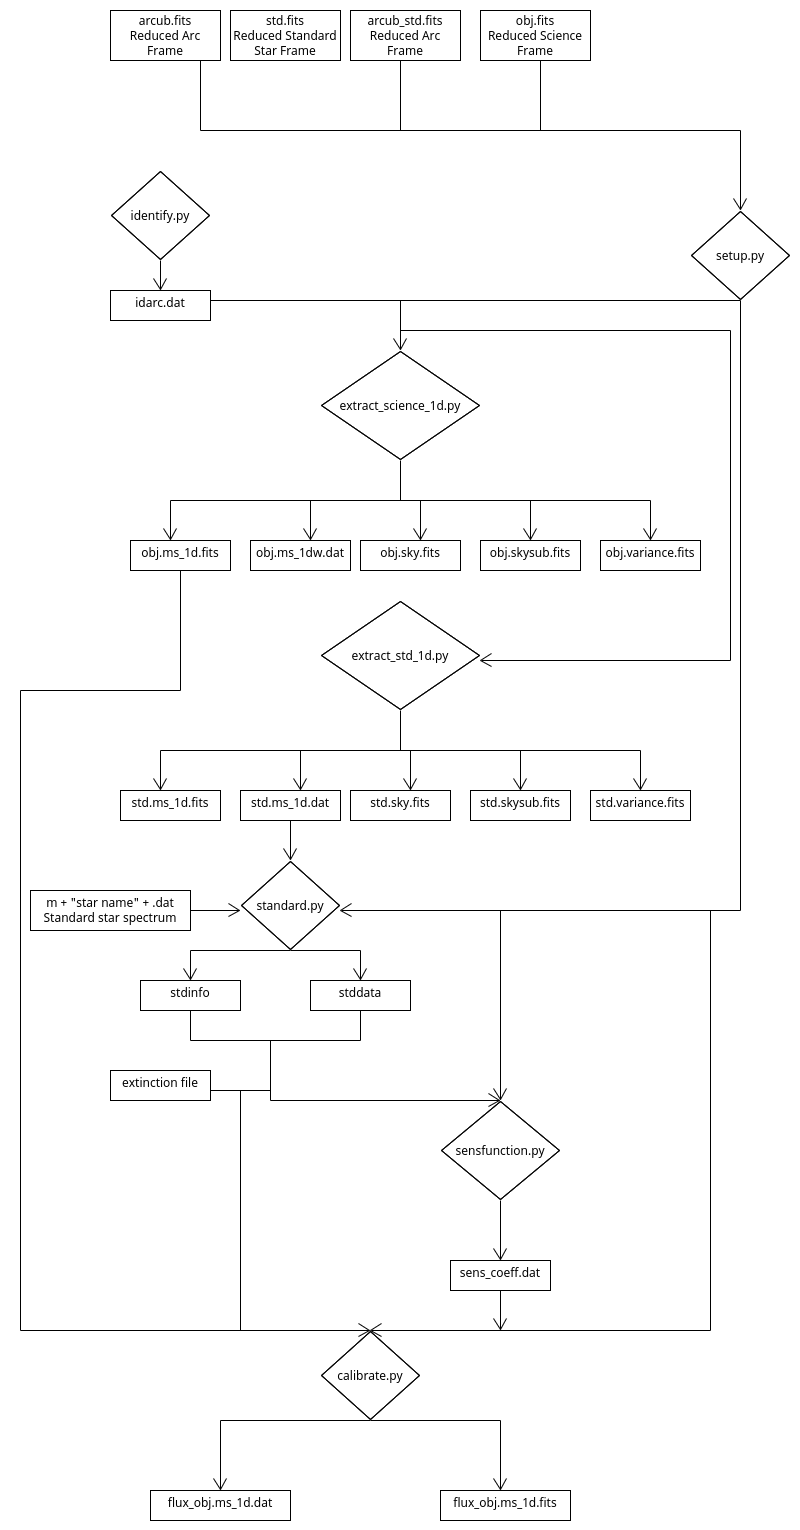 arcub.fits
Reduced Arc
Frame
std.fits
Reduced Standard
Star Frame
arcub_std.fits
Reduced Arc
Frame
obj.fits
Reduced Science
Frame
identify.py
setup.py
idarc.dat
extract_science_1d.py
obj.ms_1d.fits
obj.ms_1dw.dat
obj.sky.fits
obj.skysub.fits
obj.variance.fits
extract_std_1d.py
std.ms_1d.fits
std.ms_1d.dat
std.sky.fits
std.skysub.fits
std.variance.fits
m + "star name" + .dat
Standard star spectrum
standard.py
stdinfo
stddata
extinction file
sensfunction.py
sens_coeff.dat
calibrate.py
flux_obj.ms_1d.dat
flux_obj.ms_1d.fits